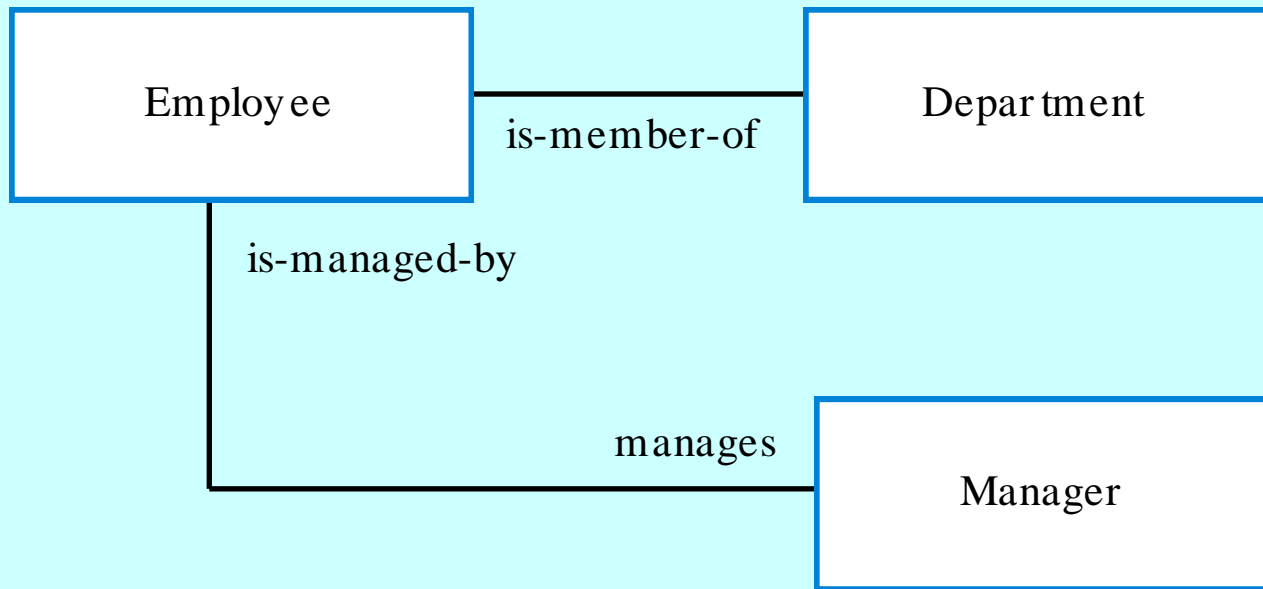 Employee
Department
is-member-of
is-managed-by
manages
Manager